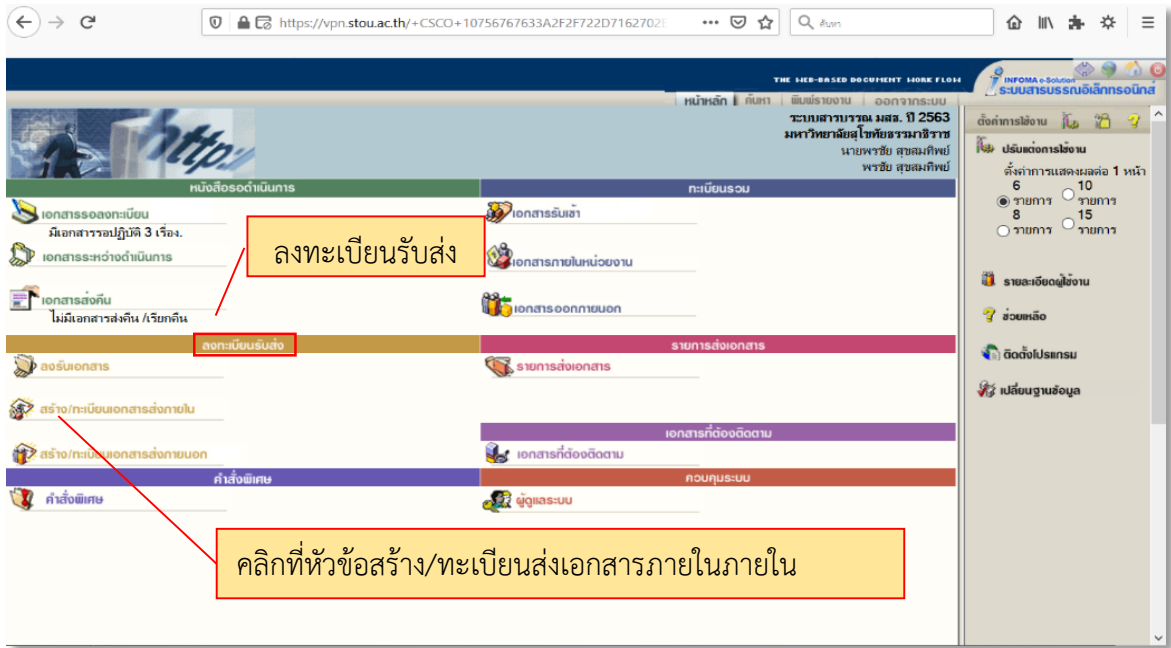 https://vpn.stou.ac.th/+CSCO+10756767633A2F2F722D7162702E
ค้นหา
THE WEB-BASED DOCUMENT WORK FLOW
INFOMA e-Solution
ระบบสารบรรณอิเล็กทรอนิกส์
หน้าหลัก | ค้นหา | พิมพ์รายงาน | ออกจากระบบ
http:/
ระบบสารบรรณ มสธ. ปี 2563
มหาวิทยาลัยสุโขทัยธรรมาธิราช
นายพรชัย สุขสมทิพย์
พรชัย สุขสมทิพย์
หนังสือรอดำเนินการ
ทะเบียนรวม
เอกสารรอลงทะเบียน
มีเอกสารรอปฏิบัติ 3 เรื่อง.
เอกสารระหว่างดำเนินการ
เอกสารส่งคืน
ไม่มีเอกสารส่งคืน /เรียกคืน
เอกสารรับเข้า
เอกสารภายในหน่วยงาน
เอกสารออกภายนอก
ลงทะเบียนรับส่ง
ลงทะเบียนรับส่ง
รายการส่งเอกสาร
ลงรับเอกสาร
รายการส่งเอกสาร
สร้าง/ทะเบียนเอกสารส่งภายใน
เอกสารที่ต้องติดตาม
สร้าง/ทะเบียนเอกสารส่งภายนอก
เอกสารที่ต้องติดตาม
คำสั่งพิเศษ
ควบคุมระบบ
คำสั่งพิเศษ
ผู้ดูแลระบบ
คลิกที่หัวข้อสร้าง/ทะเบียนส่งเอกสารภายในภายใน
ตั้งค่าการใช้งาน
ปรับแต่งการใช้งาน
ตั้งค่าการแสดงผลต่อ 1 หน้า
6 รายการ
10 รายการ
8 รายการ
15 รายการ
รายละเอียดผู้ใช้งาน
ช่วยเหลือ
ติดตั้งโปรแกรม
เปลี่ยนฐานข้อมูล